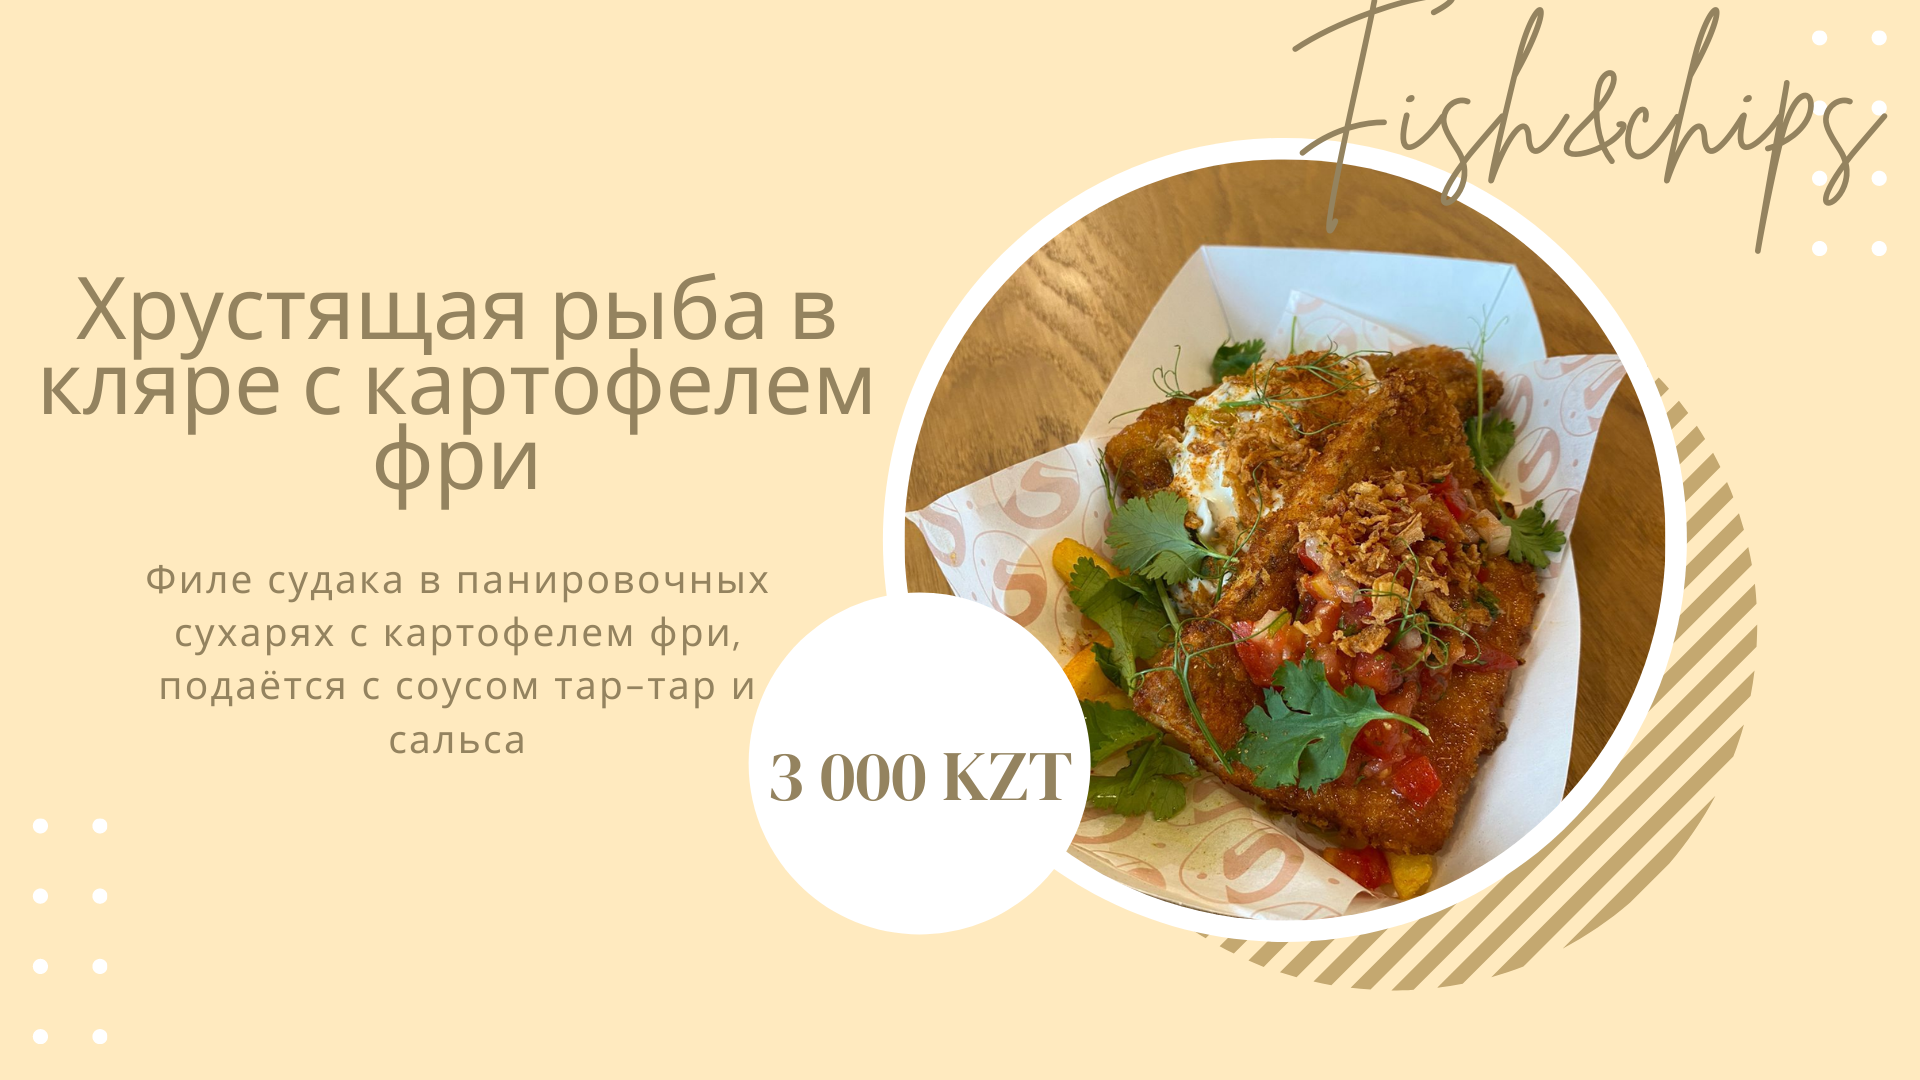 Fish&chips
Хрустящая рыба в
кляре с картофелем
фри
Филе судака в панировочных
сухарях с картофелем фри,
подаётся с соусом тар–тар и
сальса
3 000 KZT